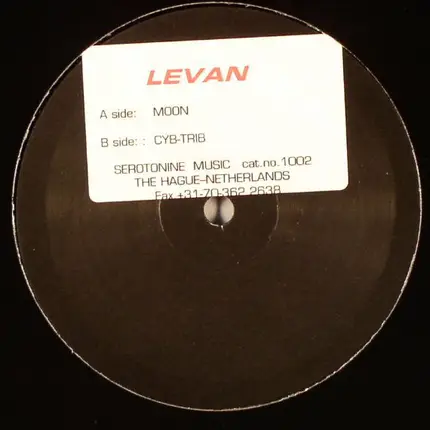 LEVAN
A side: MOON
B side: : CYB-TRIB
SEROTONINE MUSIC cat.no.1002
THE HAGUE-NETHERLANDS
Fax +31-70-362 2638